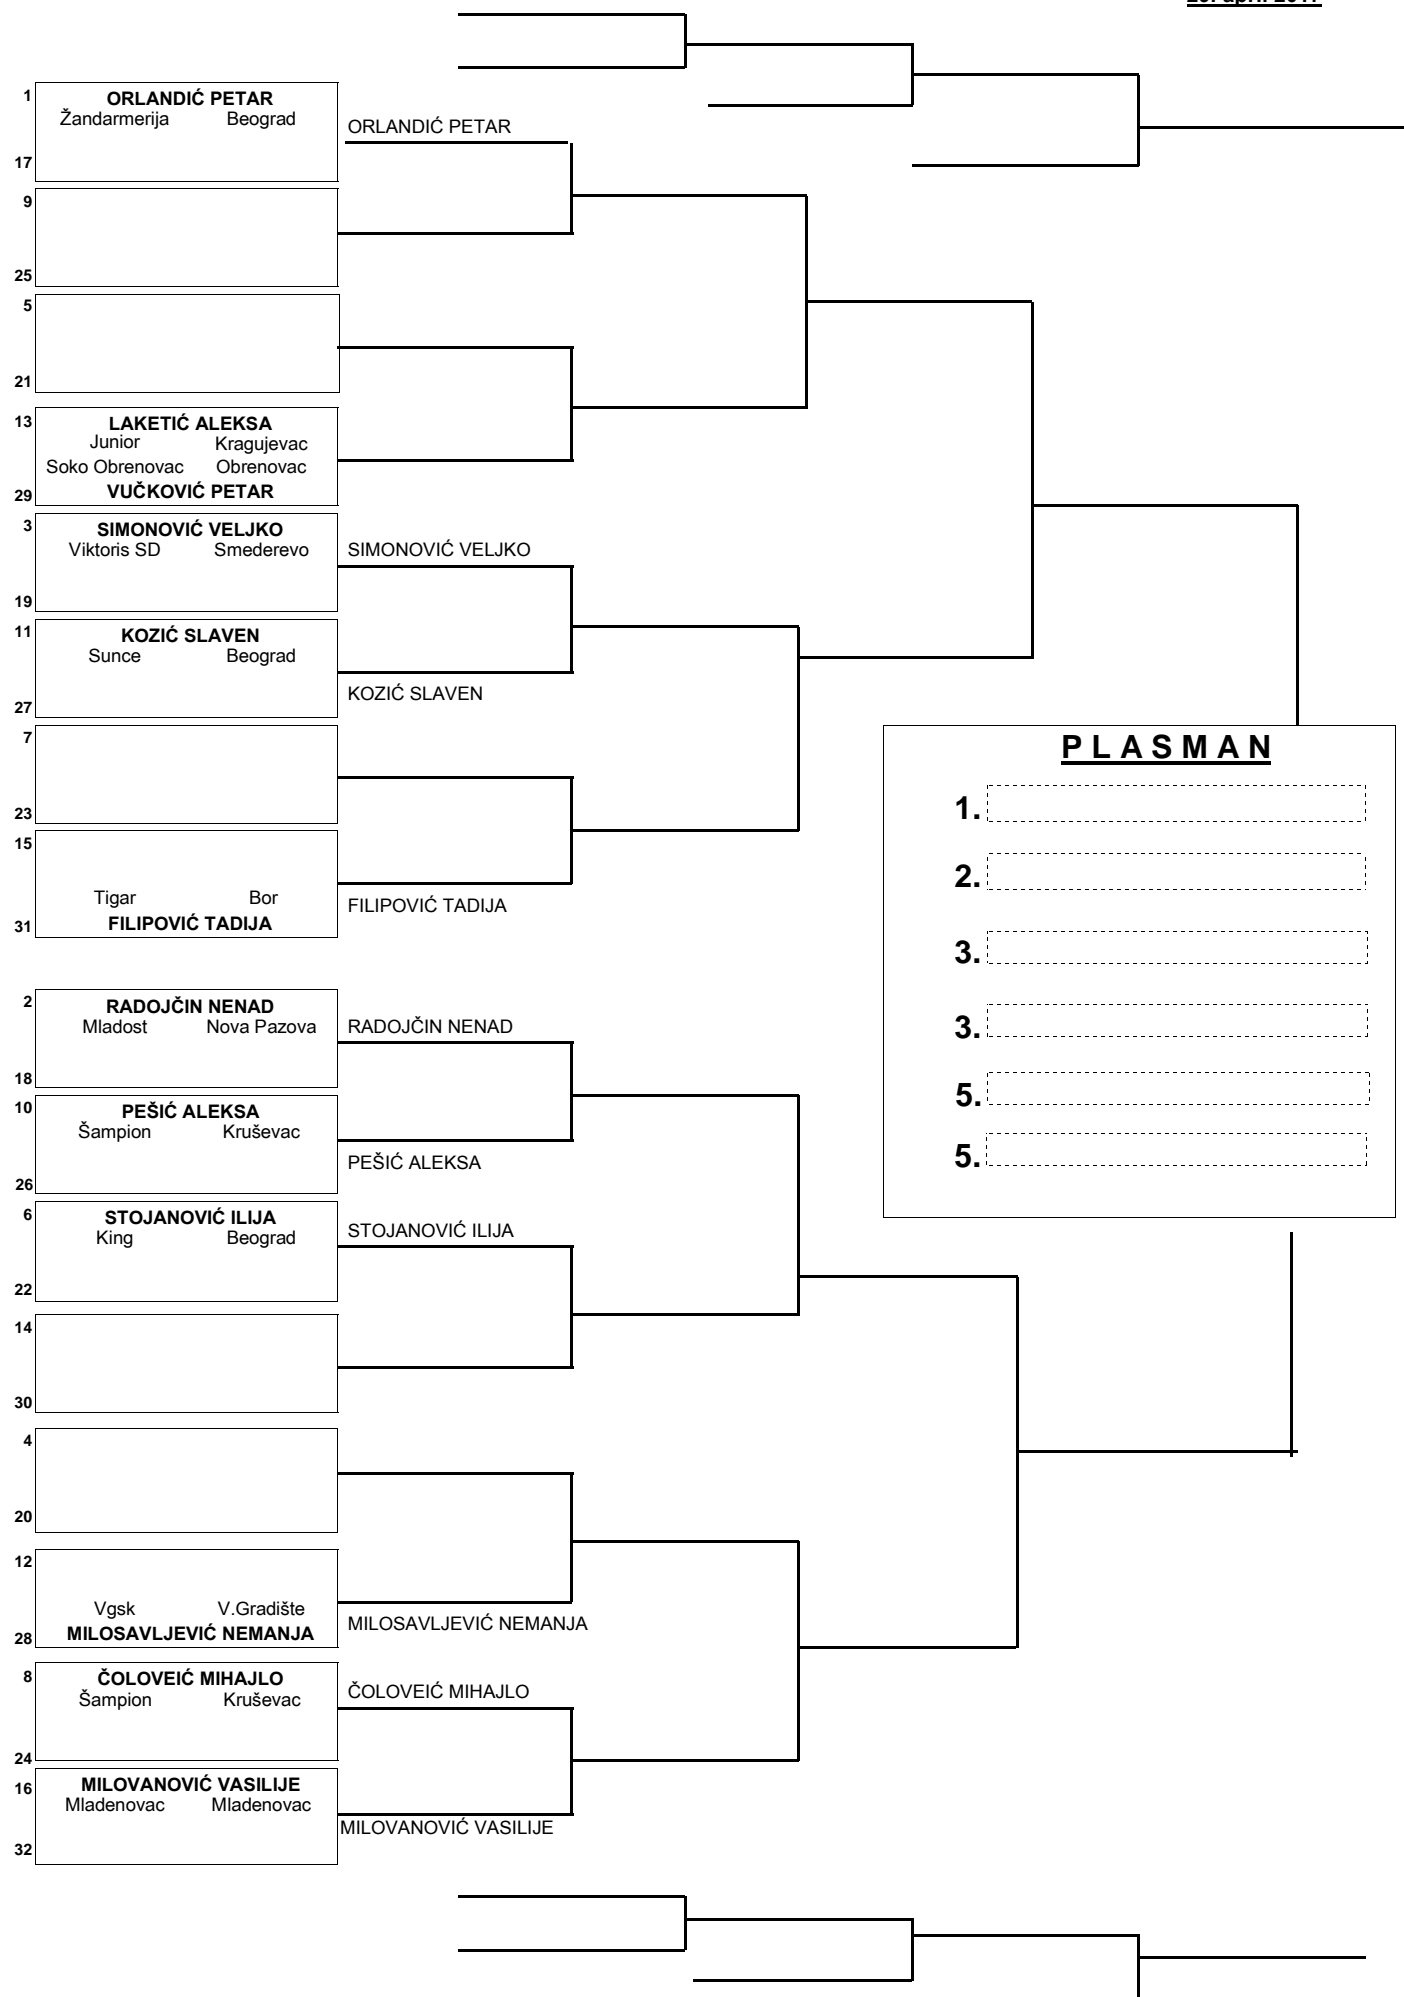 1 ORLANDIĆ PETAR
Žandarmerija Beograd
ORLANDIĆ PETAR
17
9
25
5
21
13 LAKETIĆ ALEKSA
Junior Kragujevac
Soko Obrenovac Obrenovac
29 VUČKOVIĆ PETAR
3 SIMONOVIĆ VELJKO
Viktoris SD Smederevo
SIMONOVIĆ VELJKO
19
11 KOZIĆ SLAVEN
Sunce Beograd
KOZIĆ SLAVEN
27
7
23
15
Tigar Bor
FILIPOVIĆ TADIJA
31 FILIPOVIĆ TADIJA
PLASMAN
1.
2.
3.
3.
5.
5.
2 RADOJČIN NENAD
Mladost Nova Pazova
RADOJČIN NENAD
18
10 PEŠIĆ ALEKSA
Šampion Kruševac
PEŠIĆ ALEKSA
26
6 STOJANOVIĆ ILIJA
King Beograd
STOJANOVIĆ ILIJA
22
14
30
4
20
12
Vgsk V.Gradište
28 MILOSAVLJEVIĆ NEMANJA
MILOSAVLJEVIĆ NEMANJA
8 ČOLOVEIĆ MIHAJLO
Šampion Kruševac
ČOLOVEIĆ MIHAJLO
24
16 MILOVANOVIĆ VASILIJE
Mladenovac Mladenovac
MILOVANOVIĆ VASILIJE
32